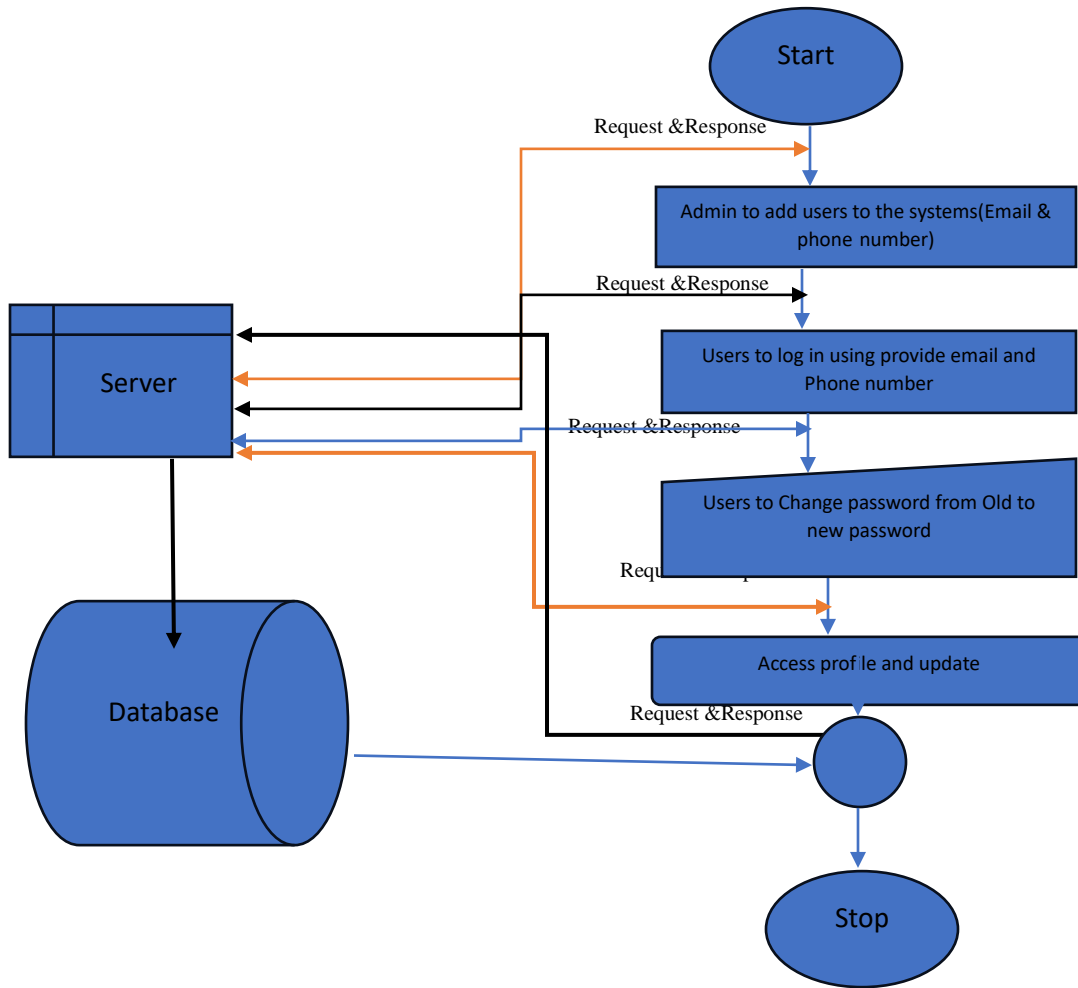 Start
Request &Response
Admin to add users to the systems(Email &
phone number)
Request &Response
Users to log in using provide email and
Phone number
Server
Request &Response
Users to Change password from Old to
new password
Access profile and update
Database
Request &Response
Stop